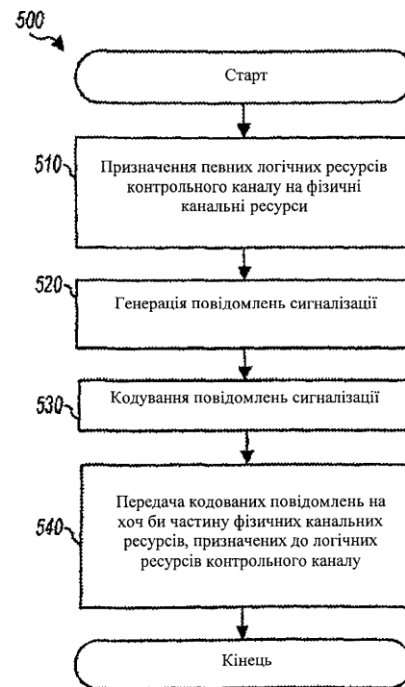 500
Старт
510
Призначення певних логічних ресурсів
контрольного каналу на фізичні
канальні ресурси
520
Генерація повідомлень сигналізації
530
Кодування повідомлень сигналізації
540
Передача кодованих повідомлень на
хоч би частину фізичних канальних
ресурсів, призначених до логічних
ресурсів контрольного каналу
Кінець